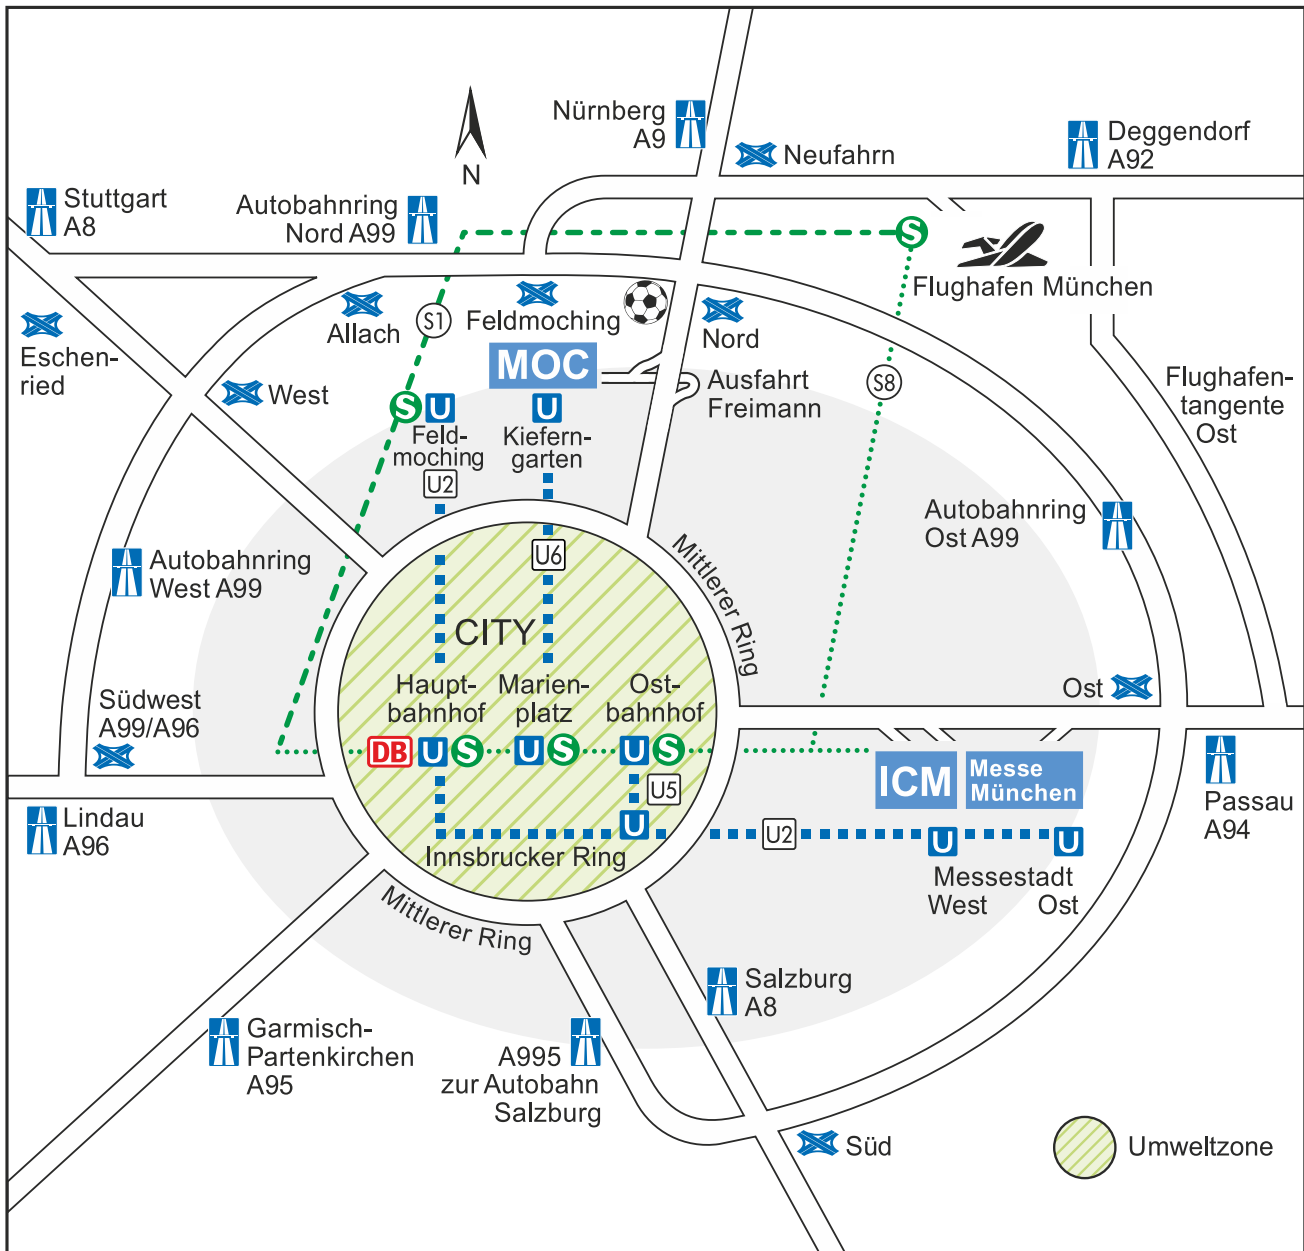 Nürnberg
A9
Deggendorf
A92
Neufahrn
N
Stuttgart
A8
Autobahnring
Nord A99
S
Flughafen München
Eschen-
ried
Allach
S1
Feldmoching
Nord
MOC
West
Ausfahrt
Freimann
S8
Flughafen-
tangente
Ost
S U
Feld-
moching
U2
U
Kiefern-
garten
U6
Autobahnring
Ost A99
Autobahnring
West A99
Mittlerer Ring
CITY
Haupt-
bahnhof
Marien-
platz
Ost-
bahnhof
Ost
Südwest
A99/A96
DB U S
U S
U S
ICM
Messe
München
U5
Passau
A94
Lindau
A96
U
U2
U
U
Innsbrucker Ring
Messestadt
West Ost
Mittlerer Ring
Salzburg
A8
Garmisch-
Partenkirchen
A95
A995
zur Autobahn
Salzburg
Süd
Umweltzone